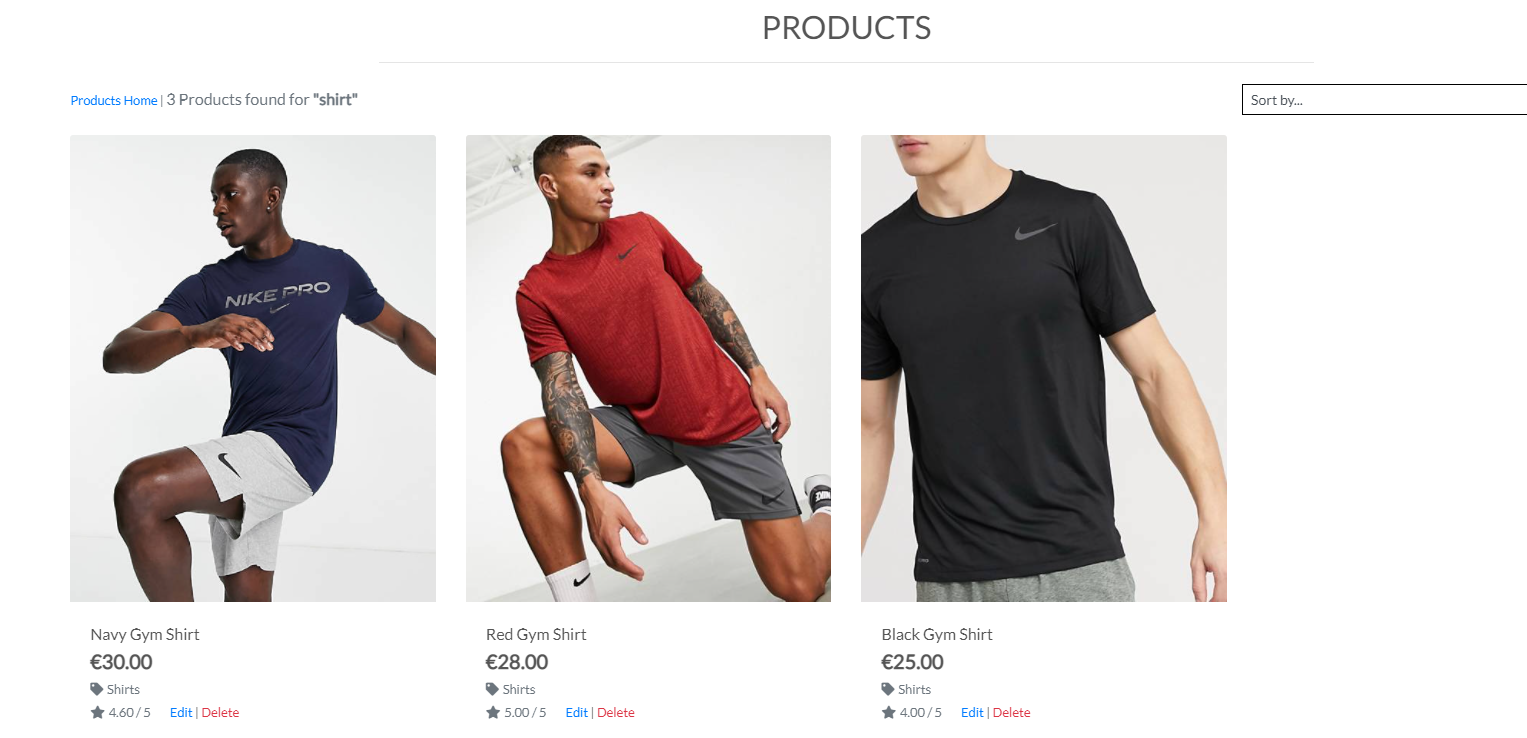 PRODUCTS
Products Home | 3 Products found for "shirt"
Sort by...
NIKE PRO
Navy Gym Shirt
€30.00
Shirts
4.60 / 5 Edit | Delete
Red Gym Shirt
€28.00
Shirts
5.00 / 5 Edit | Delete
Black Gym Shirt
€25.00
Shirts
4.00 / 5 Edit | Delete